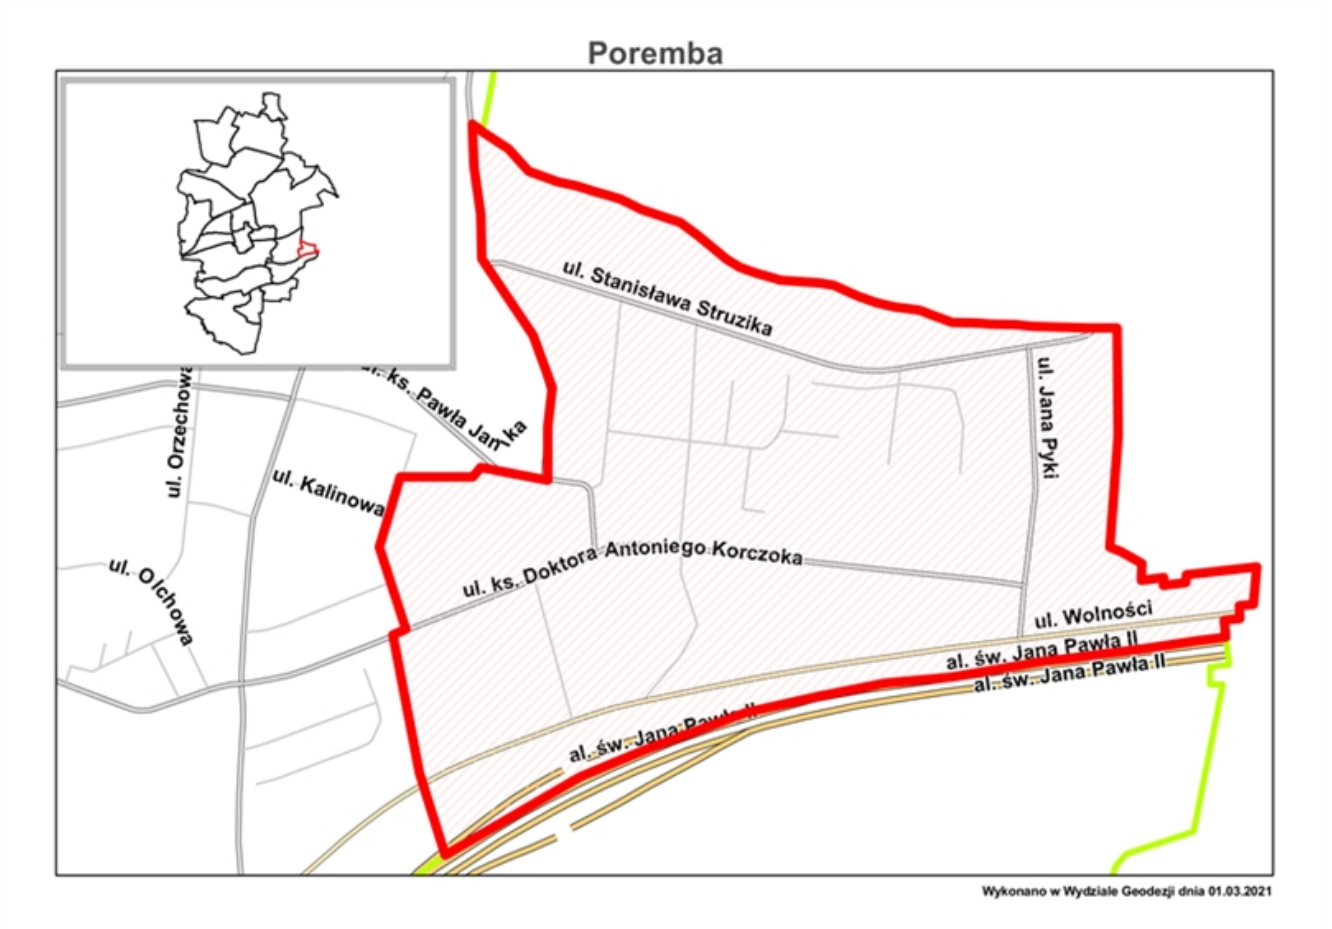 Poremba
ul. Stanisława Struzika
ul. Jana Pyki
ul. Orzechowa
ul. ks. Pawła Jan
ka
ul. Kalinowa
ul. ks. Doktora Antoniego Korczoka
ul. Olchowa
ul. Wolności
al. św. Jana Pawła II
al. św. Jana Pawła II
al. św. Jana Pawła II
Wykonano w Wydziale Geodezji dnia 01.03.2021